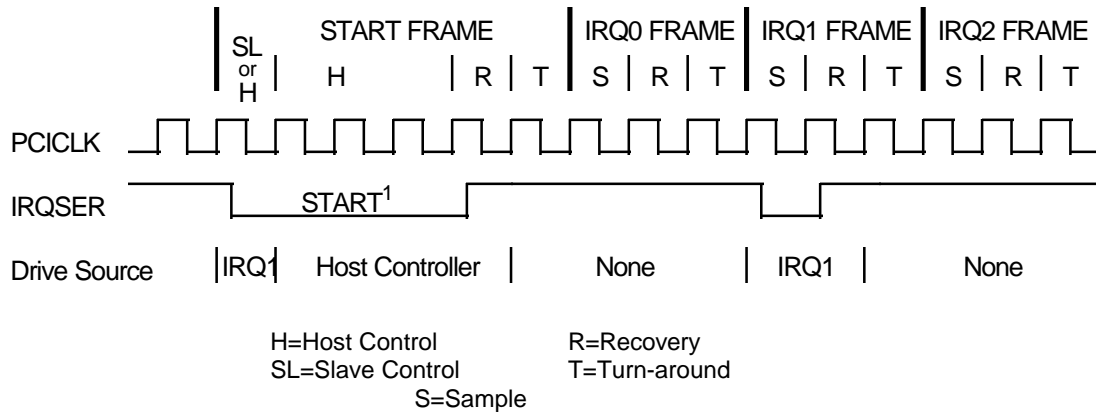 START FRAME IRQ0 FRAME IRQ1 FRAME IRQ2 FRAME
SL
or
H
H R T S R T S R T S R T
PCICLK
IRQSER START1
Drive Source IRQ1 Host Controller None IRQ1 None
H=Host Control R=Recovery
SL=Slave Control T=Turn-around
S=Sample